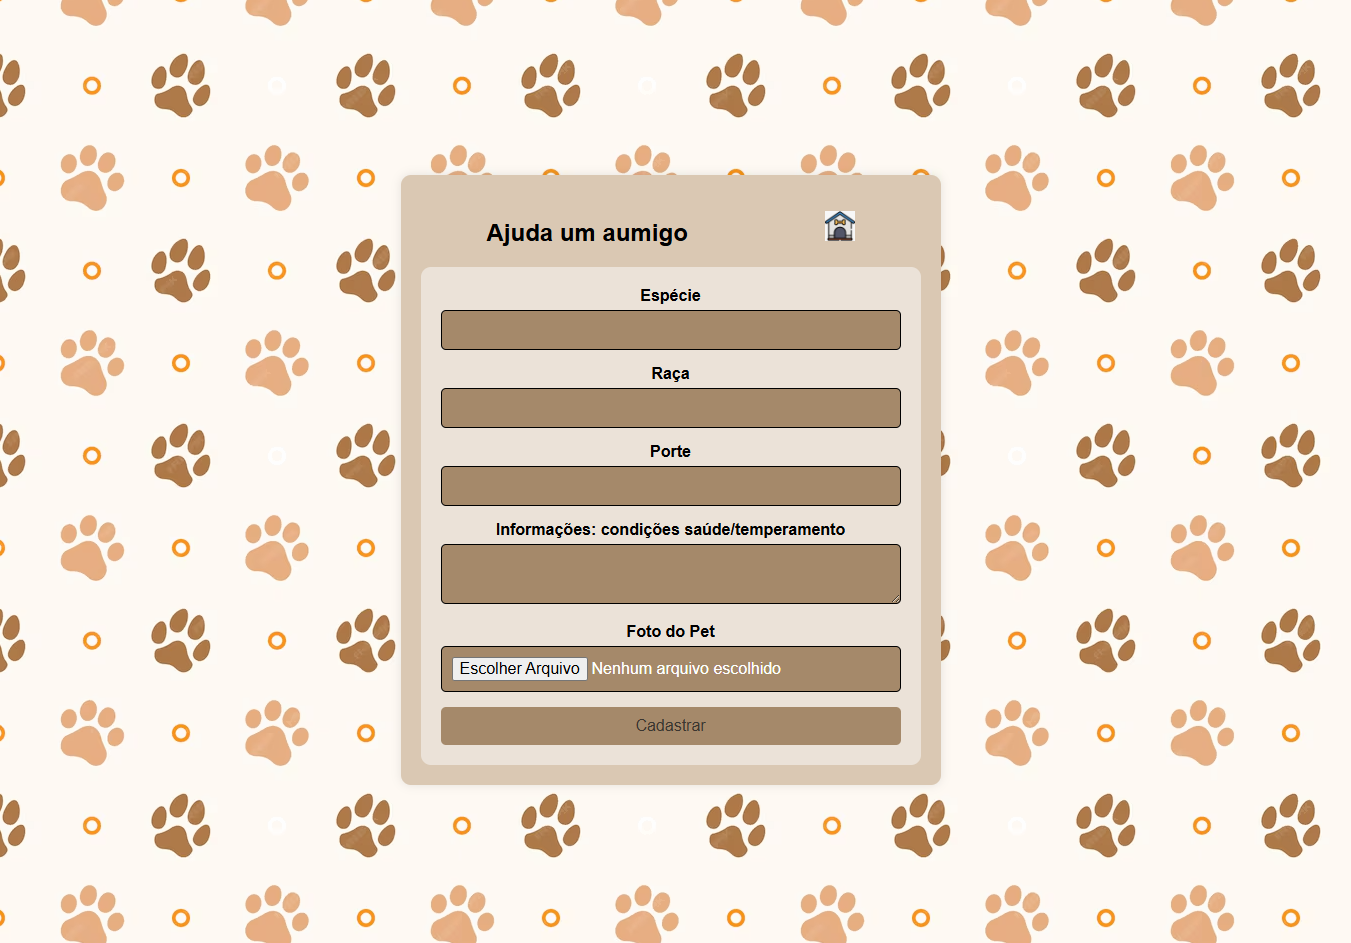 Ajuda um aumigo
Espécie
Raça
Porte
Informações: condições saúde/temperamento
Foto do Pet
Escolher Arquivo Nenhum arquivo escolhido
Cadastrar